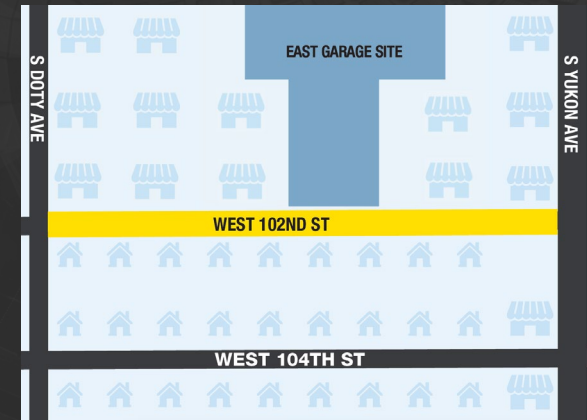 EAST GARAGE SITE
S DOTY AVE
S YUKON AVE
WEST 102ND ST
WEST 104TH ST